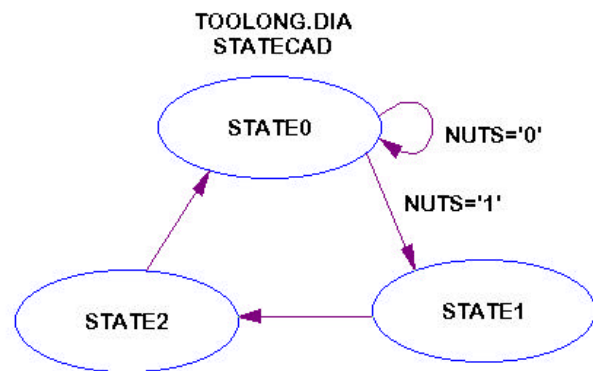 TOOLONG.DIA
STATECAD
STATE0
NUTS='0'
NUTS='1'
STATE2
STATE1